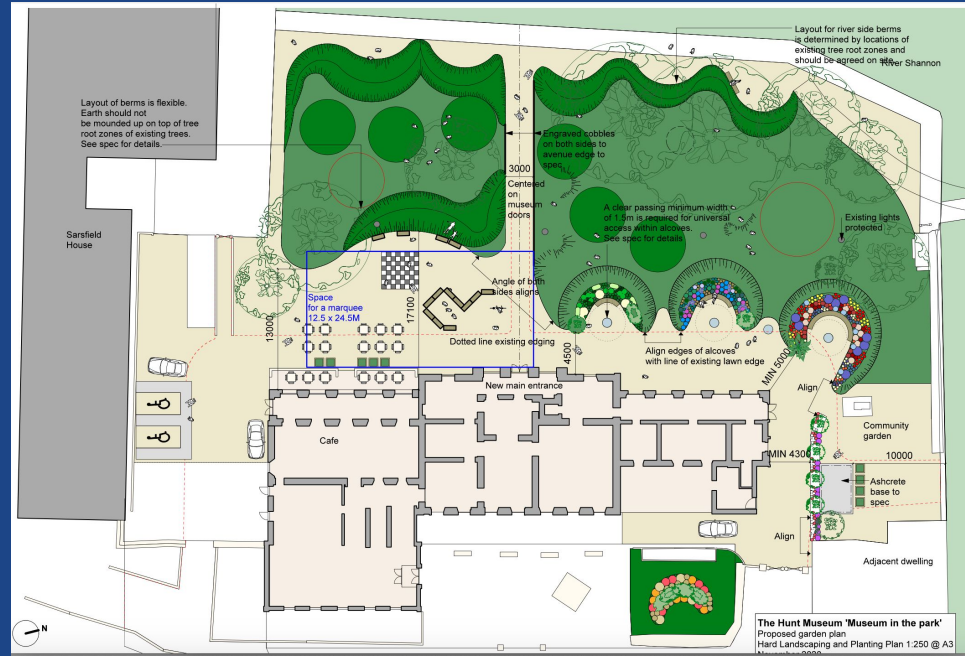 Layout for river side berms
is determined by locations of
existing tree root zones and
should be agreed on site
River Shannon
Layout of berms is flexible.
Earth should not
be mounded up on top of tree
root zones of existing trees.
See spec for details.
Engraved cobbles
on both sides to
avenue edge to
spec
3000
Centered
on
museum
doors
A clear passing minimum width
of 1.5m is required for universal
access within alcoves.
See spec for details
Existing lights
protected
Sarsfield
House
Angle of both
sides aligns
Space
for a marquee
12.5 x 24.5M
13000
17100
Dotted line existing edging
4500
Align edges of alcoves
with line of existing lawn edge
MIN 5000
New main entrance
Align
Cafe
Community
garden
MIN 4300
10000
Ashcrete
base to
spec
Align
Adjacent dwelling
N
The Hunt Museum 'Museum in the park'
Proposed garden plan
Hard Landscaping and Planting Plan 1:250 @ A3